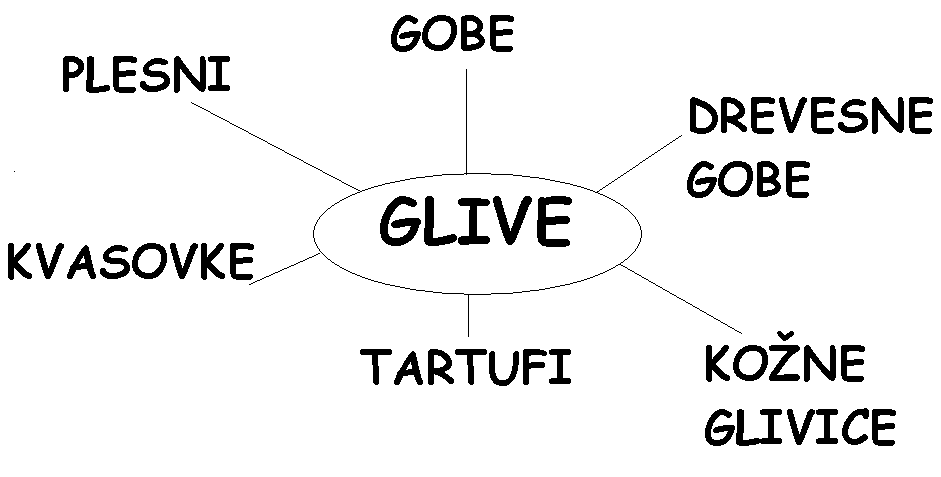 GOBE
PLESNI
DREVESNE
GOBE
GLIVE
KVASOVKE
TARTUFI
KOŽNE
GLIVICE